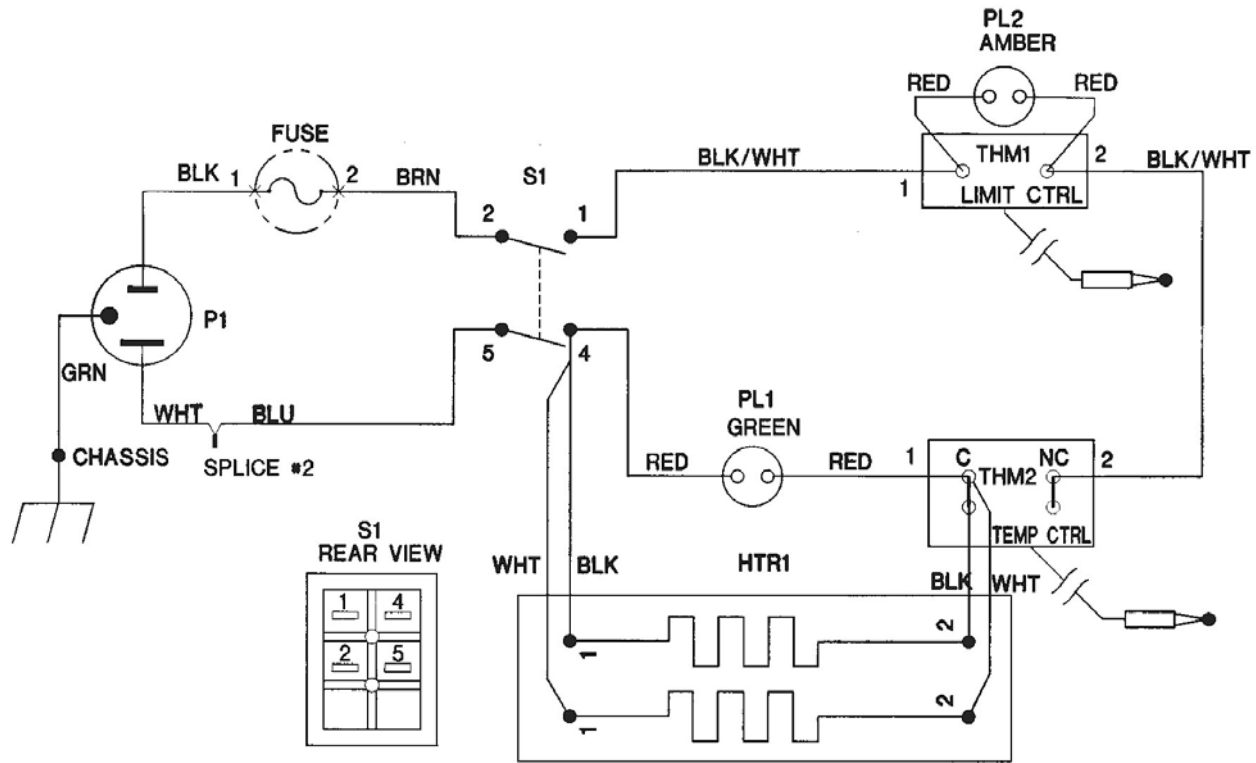 PL2
AMBER
RED
RED
FUSE
THM1
2
BLK/WHT
BLK/WHT
BLK
1
2
BRN
S1
1
LIMIT CTRL
2
1
P1
5
4
GRN
WHT
BLU
PL1
GREEN
CHASSIS
SPLICE #2
RED
RED
1
C
NC
2
THM2
S1
REAR VIEW
TEMP CTRL
WHT
BLK
HTR1
BLK
WHT
1
4
2
5
1
2
1
2